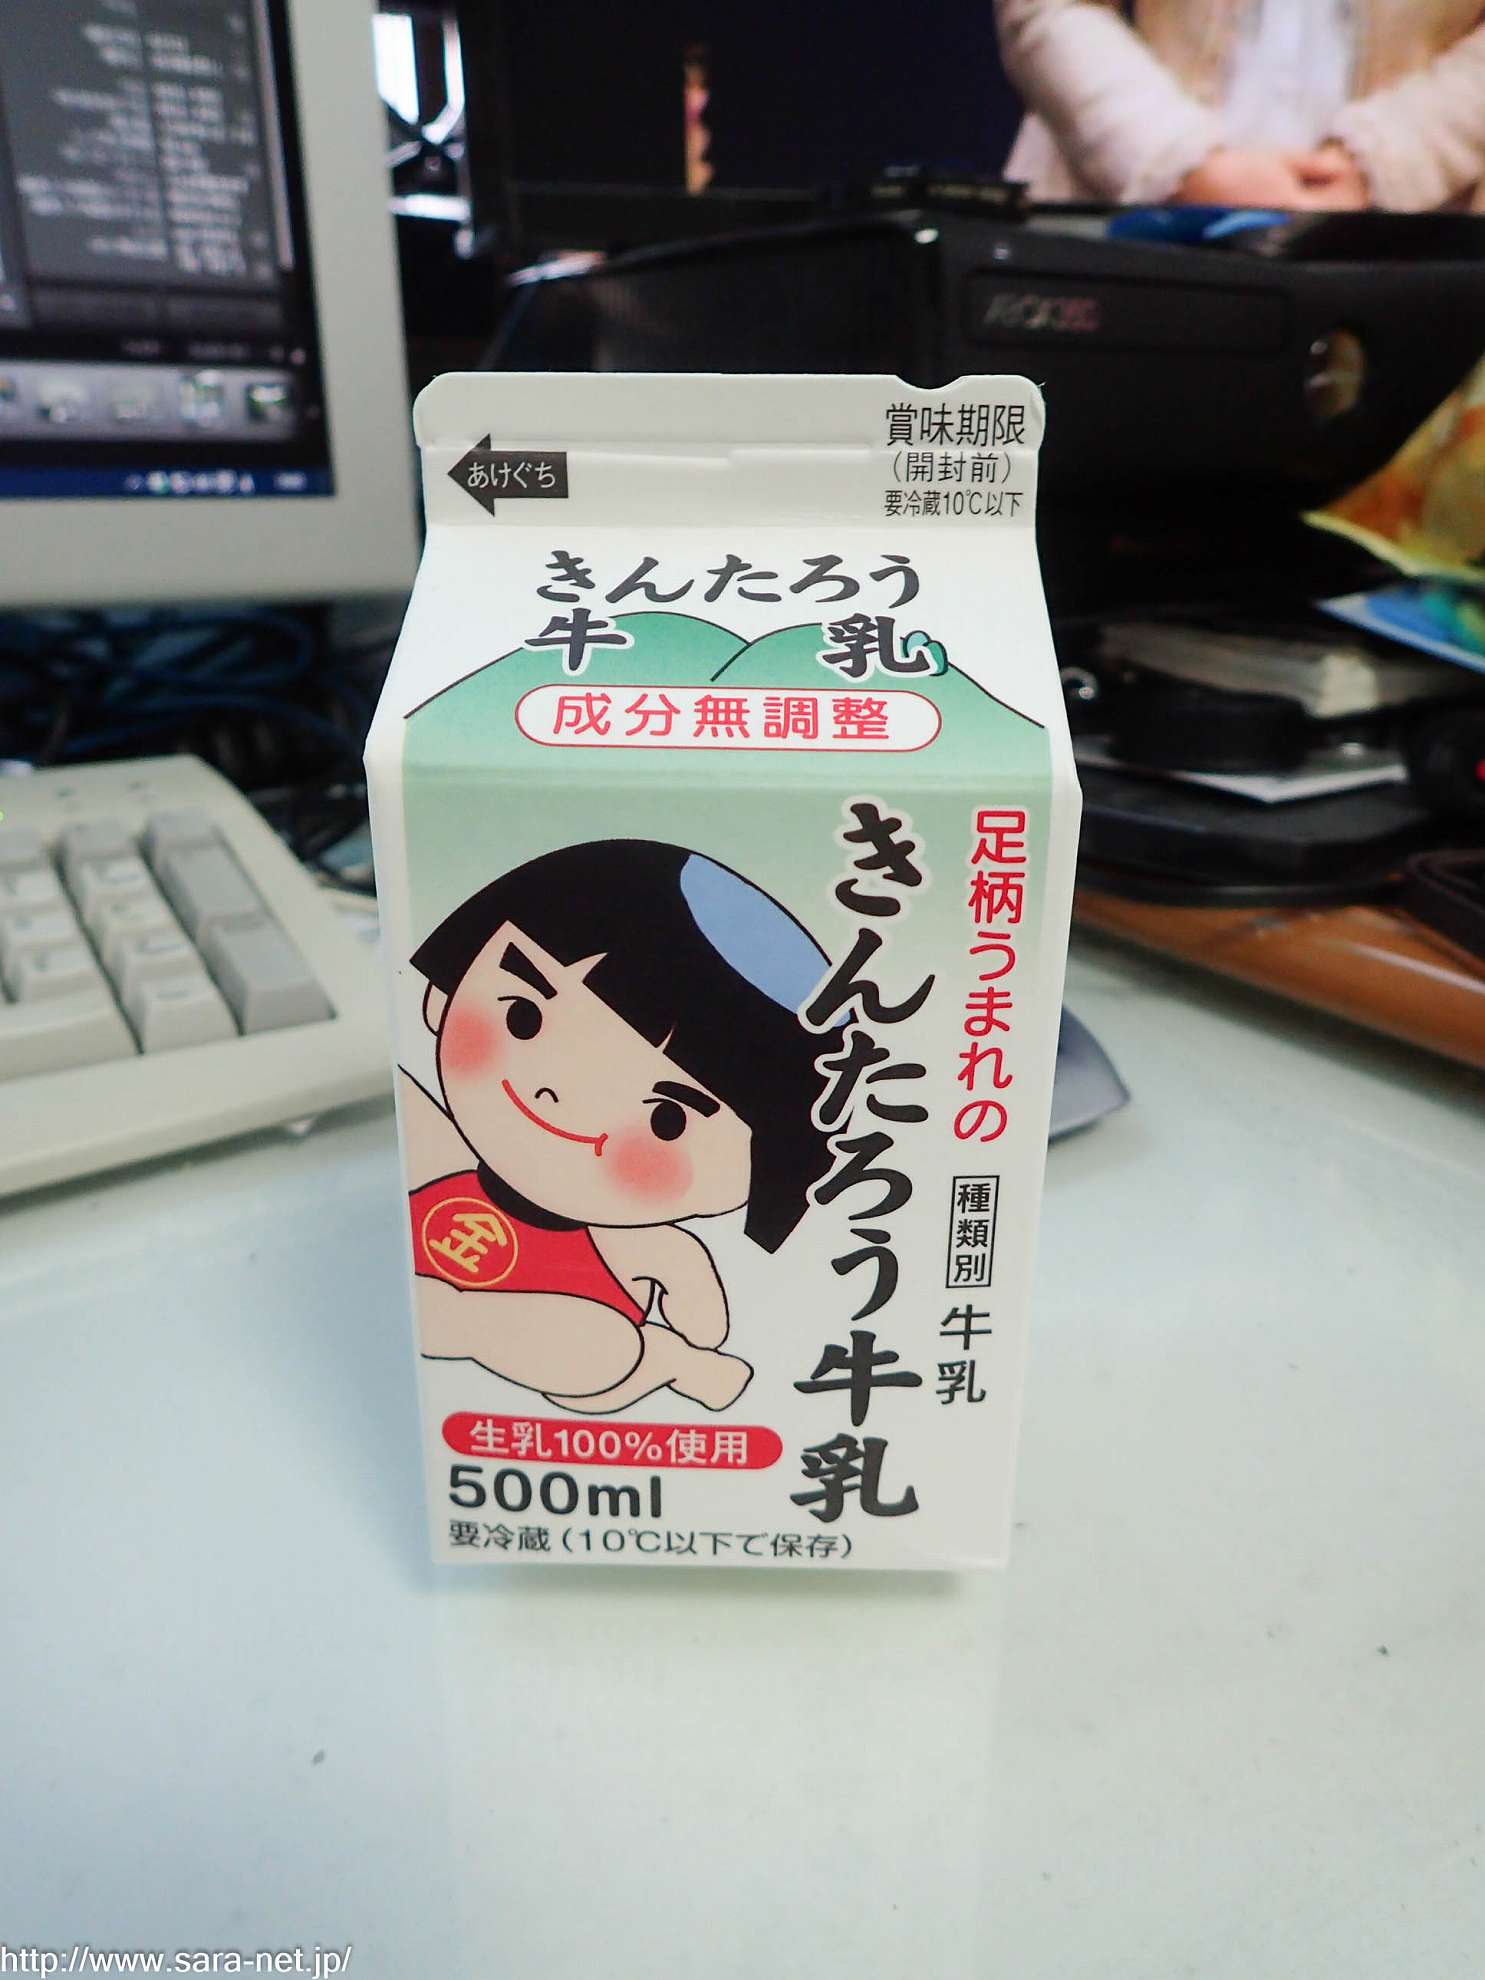 賞味期限
(開封前)
要冷蔵10℃以下
あけぐち
きんたろう
牛乳
成分無調整
足柄うまれの
きんたろう牛乳
種類別
牛乳
金
生乳100%使用
500ml
要冷蔵(10℃以下で保存)
http://www.sara-net.jp/